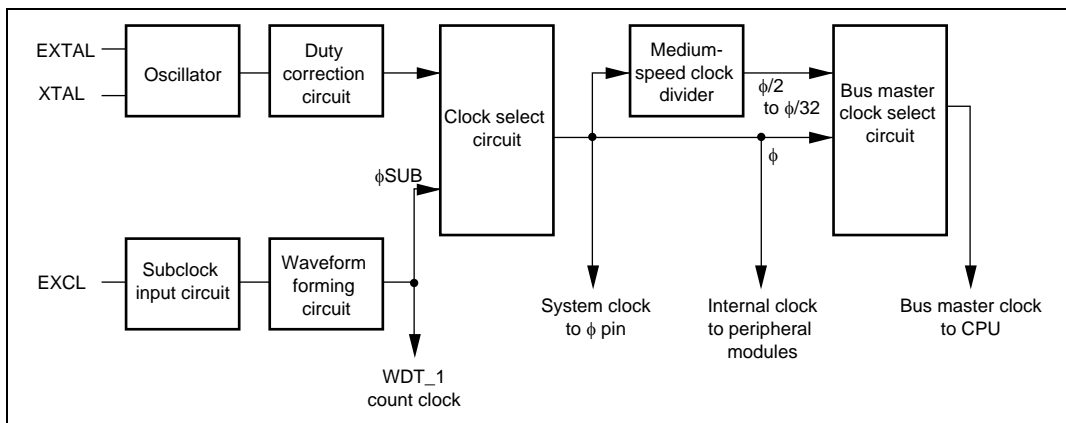 EXTAL
XTAL
Oscillator
Duty
correction
circuit
Clock select
circuit
Medium-
speed clock
divider
ϕ/2
to ϕ/32
Bus master
clock select
circuit
ϕ
ϕSUB
EXCL
Subclock
input circuit
Waveform
forming
circuit
WDT_1
count clock
System clock
to ϕ pin
Internal clock
to peripheral
modules
Bus master clock
to CPU